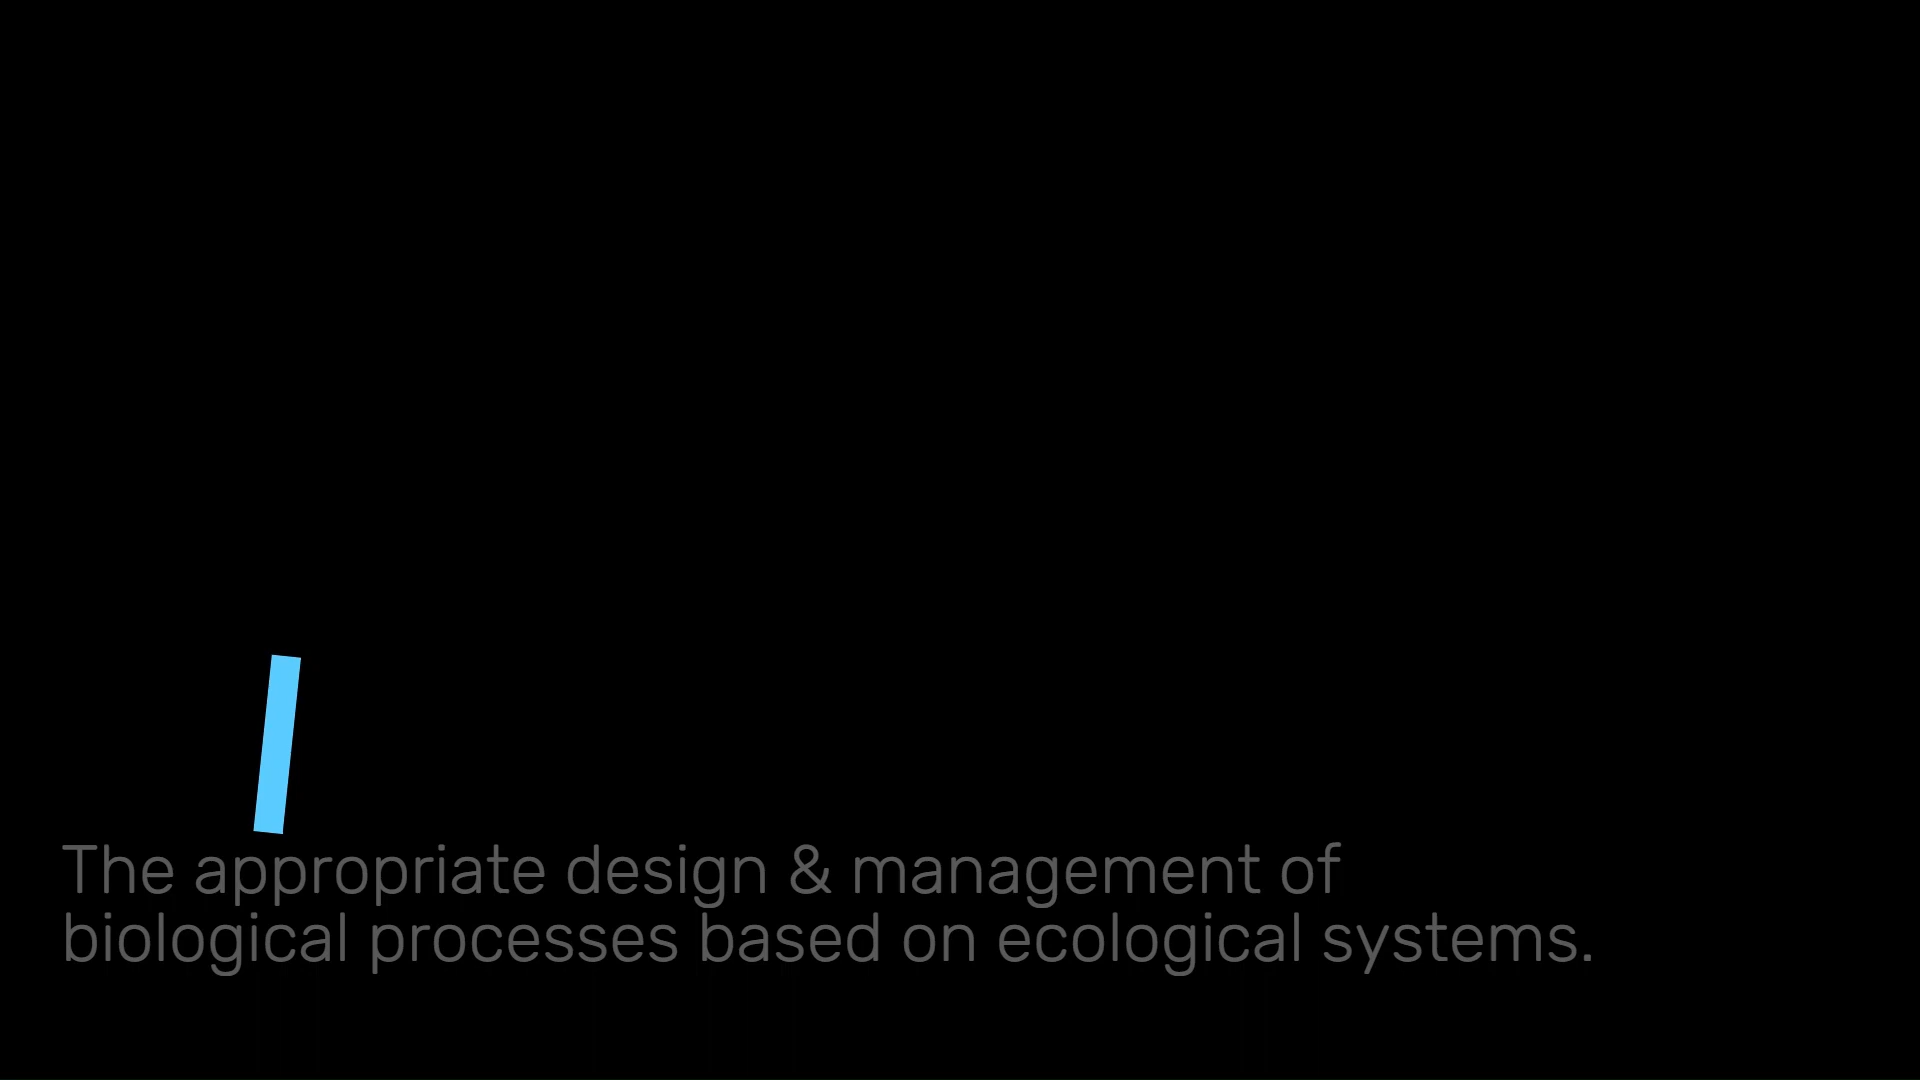 The appropriate design & management of
biological processes based on ecological systems.